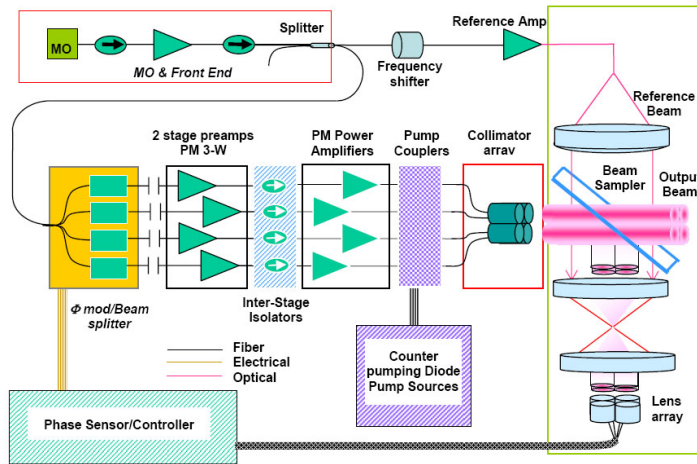 Splitter
Reference Amp
MO
MO & Front End
Frequency
shifter
Reference
Beam
2 stage preamps
PM 3-W
PM Power
Amplifiers
Pump
Couplers
Collimator
array
Beam
Sampler
Output
Beam
Φ mod/Beam
splitter
Inter-Stage
Isolators
Fiber
Electrical
Optical
Counter
pumping Diode
Pump Sources
Phase Sensor/Controller
Lens
array